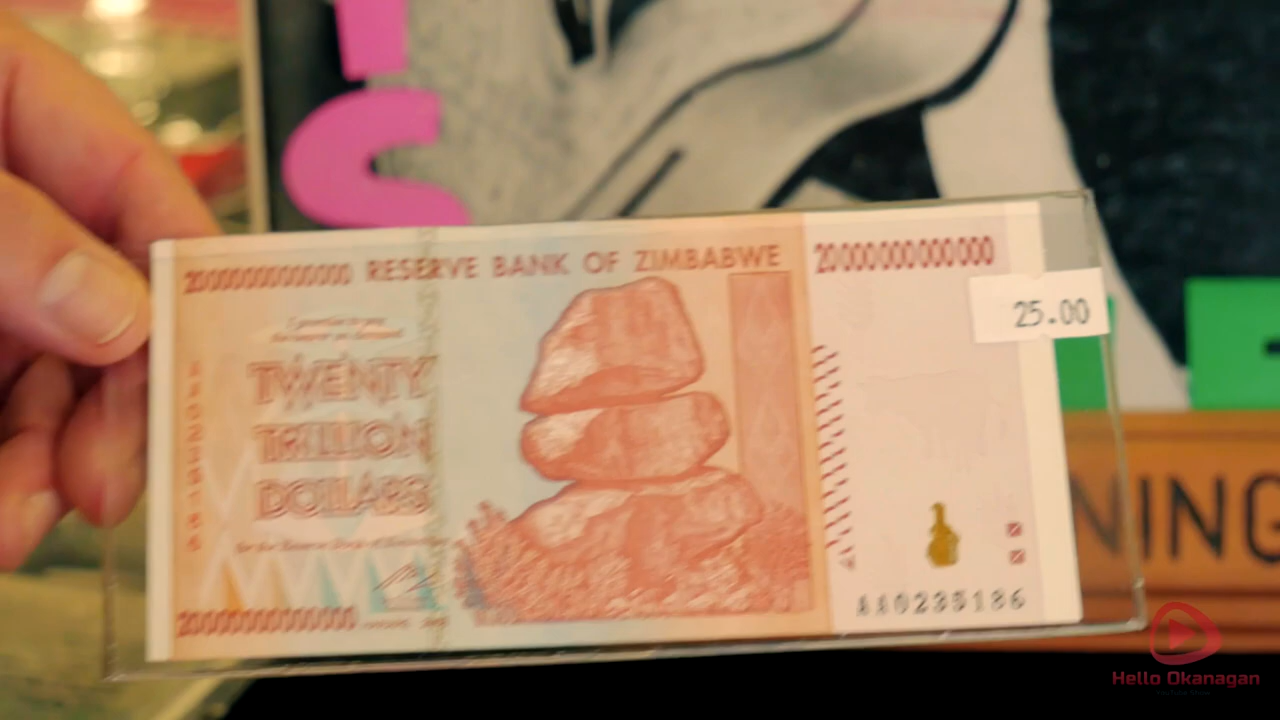 S
20000000000000 RESERVE BANK OF ZIMBABWE 20000000000000
25.00
TWENTY
TRILLION
DOLLARS
20000000000000
AA0235186
NING
Hello Okanagan